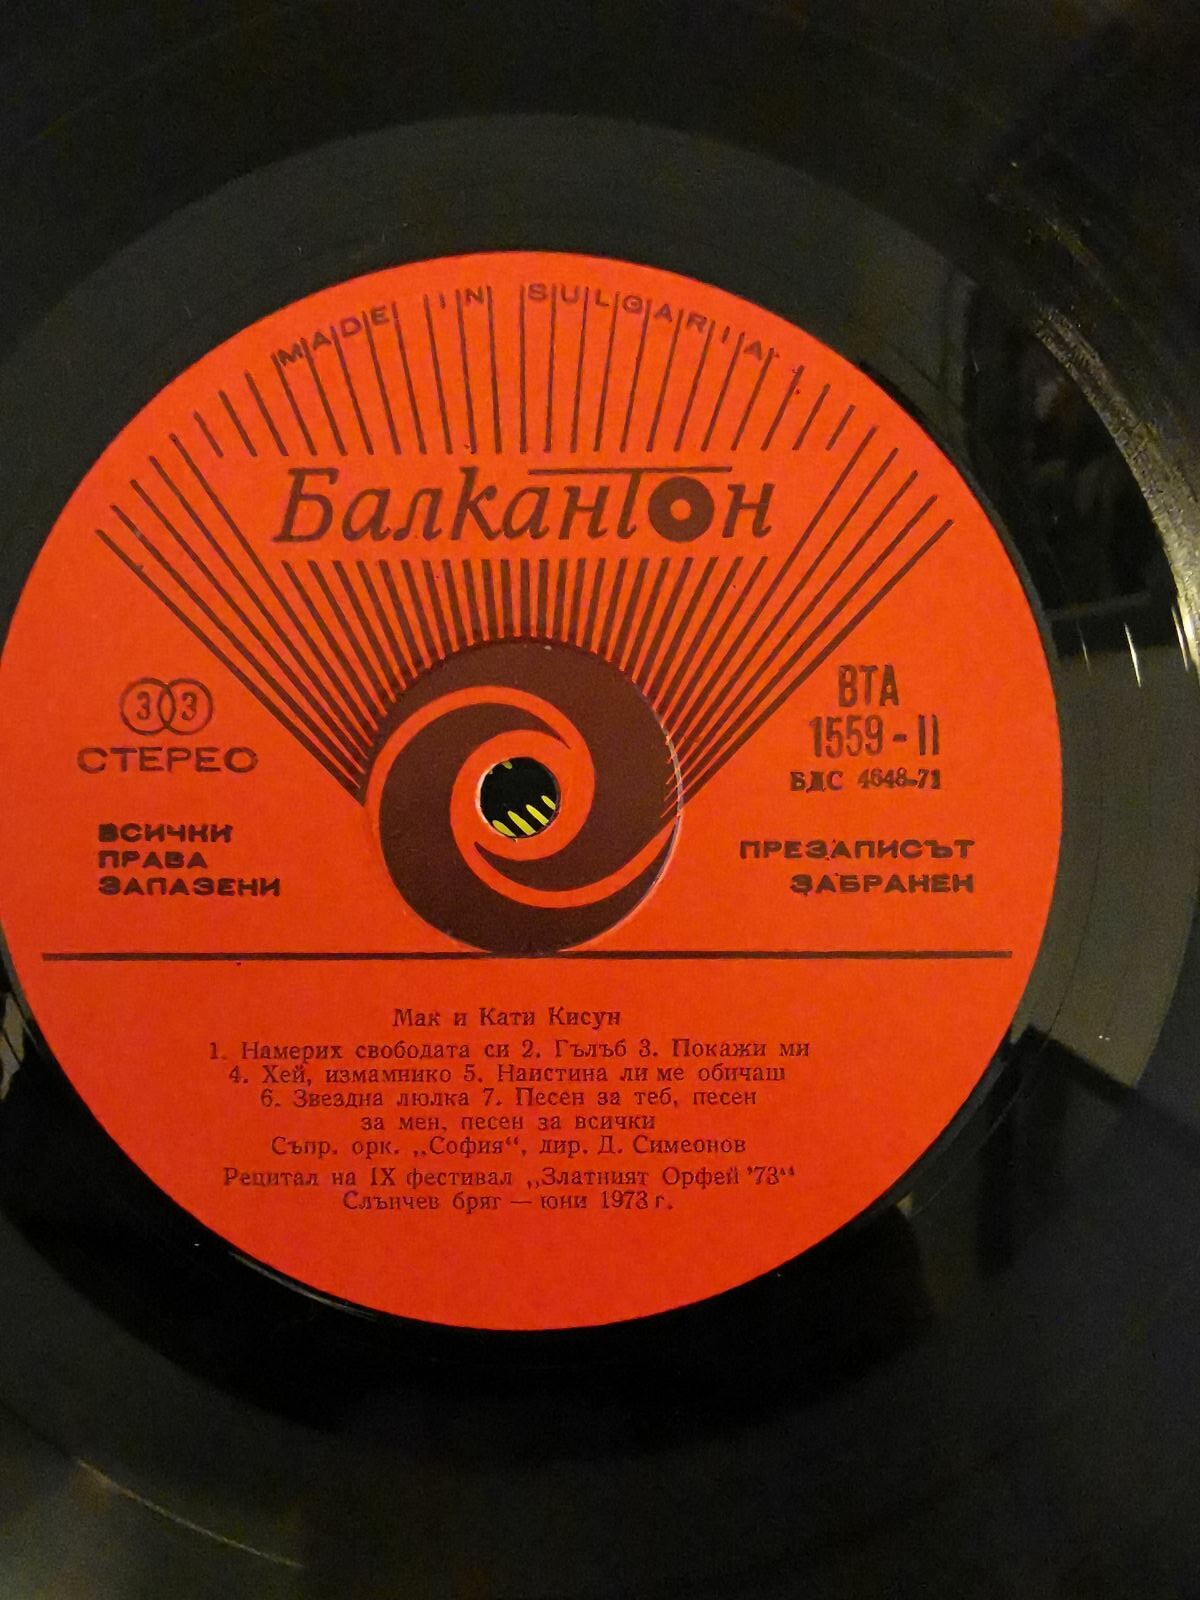 MADE IN BULGARIA
Балкантон
33
СТЕРЕО
ВСИЧКИ
ПРАВА
ЗАПАЗЕНИ
ВТА
1559-II
БДС 4648-71
ПРЕЗАПИСЪТ
ЗАБРАНЕН
Мак и Кати Кисун
1. Намерих свободата си 2. Гълъб 3. Покажи ми
4. Хей, измамнико 5. Наистина ли ме обичаш
6. Звездна люлка 7. Песен за теб, песен
за мен, песен за всички
Съпр. орк. „София“, дир. Д. Симеонов
Рецитал на IX фестивал „Златният Орфей '73“
Слънчев бряг — юни 1973 г.